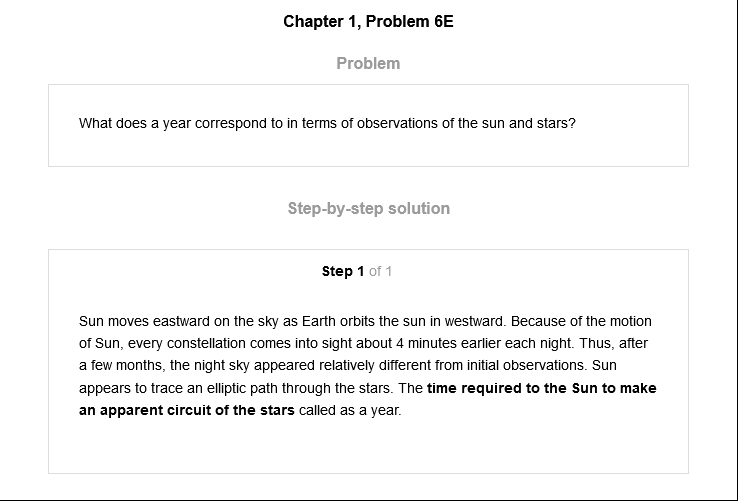 Chapter 1, Problem 6E
Problem
What does a year correspond to in terms of observations of the sun and stars?
Step-by-step solution
Step 1 of 1
Sun moves eastward on the sky as Earth orbits the sun in westward. Because of the motion
of Sun, every constellation comes into sight about 4 minutes earlier each night. Thus, after
a few months, the night sky appeared relatively different from initial observations. Sun
appears to trace an elliptic path through the stars. The time required to the Sun to make
an apparent circuit of the stars called as a year.